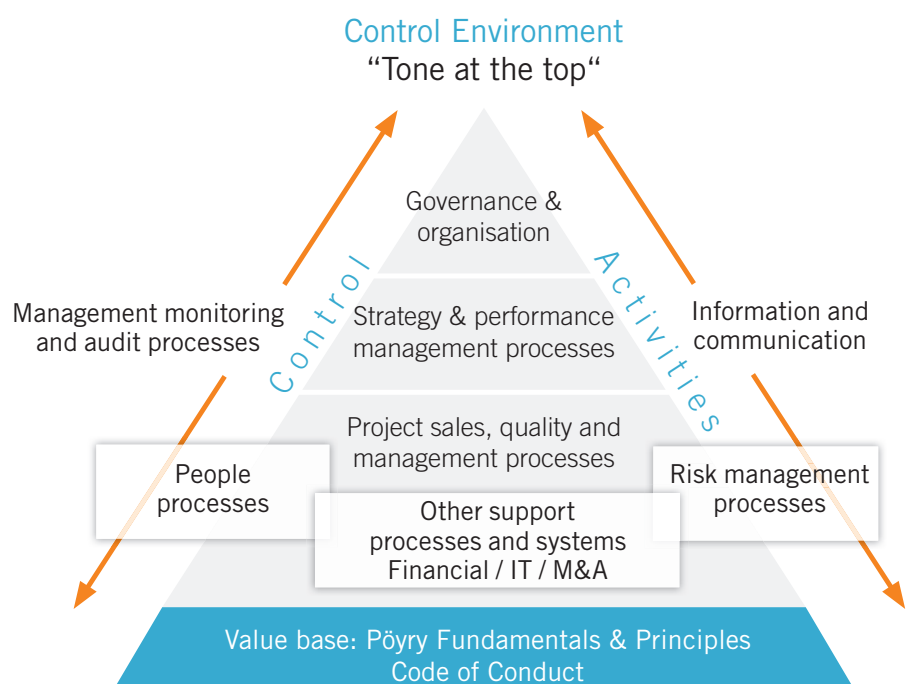 Control Environment
“Tone at the top“
Governance &
organisation
Control
Activities
Management monitoring
and audit processes
Strategy & performance
management processes
Information and
communication
Project sales, quality and
management processes
People
processes
Risk management
processes
Other support
processes and systems
Financial / IT / M&A
Value base: Pöyry Fundamentals & Principles
Code of Conduct